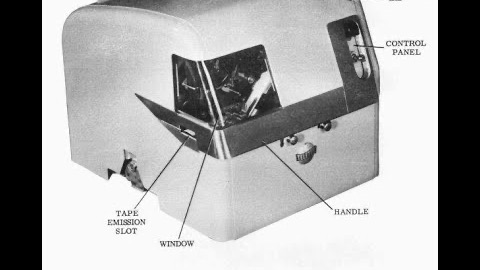 CONTROL
PANEL
TAPE
EMISSION
SLOT
WINDOW
HANDLE